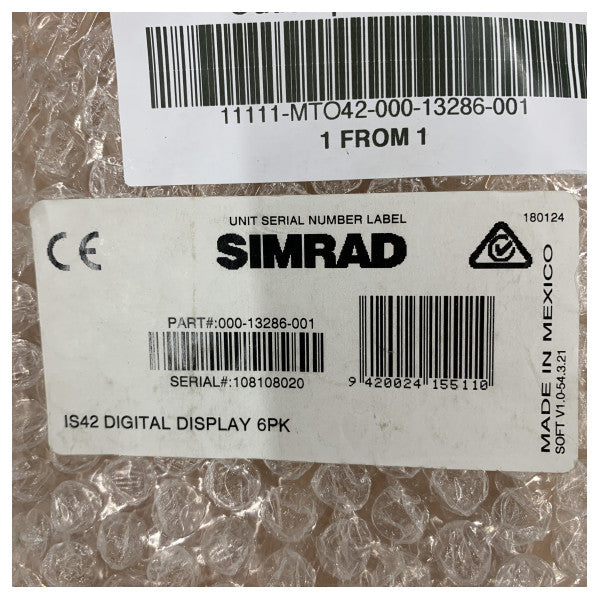 11111-MTO42-000-13286-001
1 FROM 1
UNIT SERIAL NUMBER LABEL
180124
CE
SIMRAD
PART#:000-13286-001
SERIAL#:108108020
9 420024 155110
IS42 DIGITAL DISPLAY 6PK
MADE IN MEXICO
SOFT V1.0-54.3.21